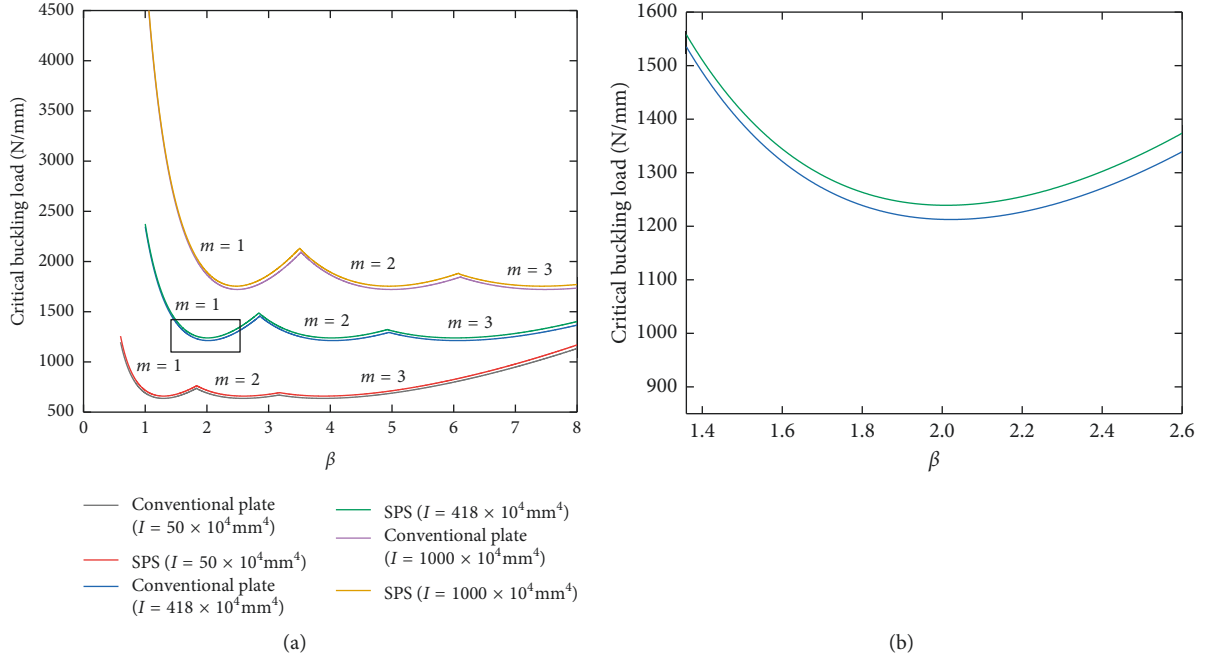 4500
4000
3500
3000
2500
2000
1500
1000
500
Critical buckling load (N/mm)
m = 1
m = 2
m = 3
m = 1
m = 2
m = 3
m = 1
m = 2
m = 3
0 1 2 3 4 5 6 7 8
β
Conventional plate
(I = 50 × 10⁴mm⁴)
SPS (I = 50 × 10⁴mm⁴)
Conventional plate
(I = 418 × 10⁴mm⁴)
SPS (I = 418 × 10⁴mm⁴)
Conventional plate
(I = 1000 × 10⁴mm⁴)
SPS (I = 1000 × 10⁴mm⁴)
(a)
1600
1500
1400
1300
1200
1100
1000
900
Critical buckling load (N/mm)
1.4 1.6 1.8 2.0 2.2 2.4 2.6
β
(b)